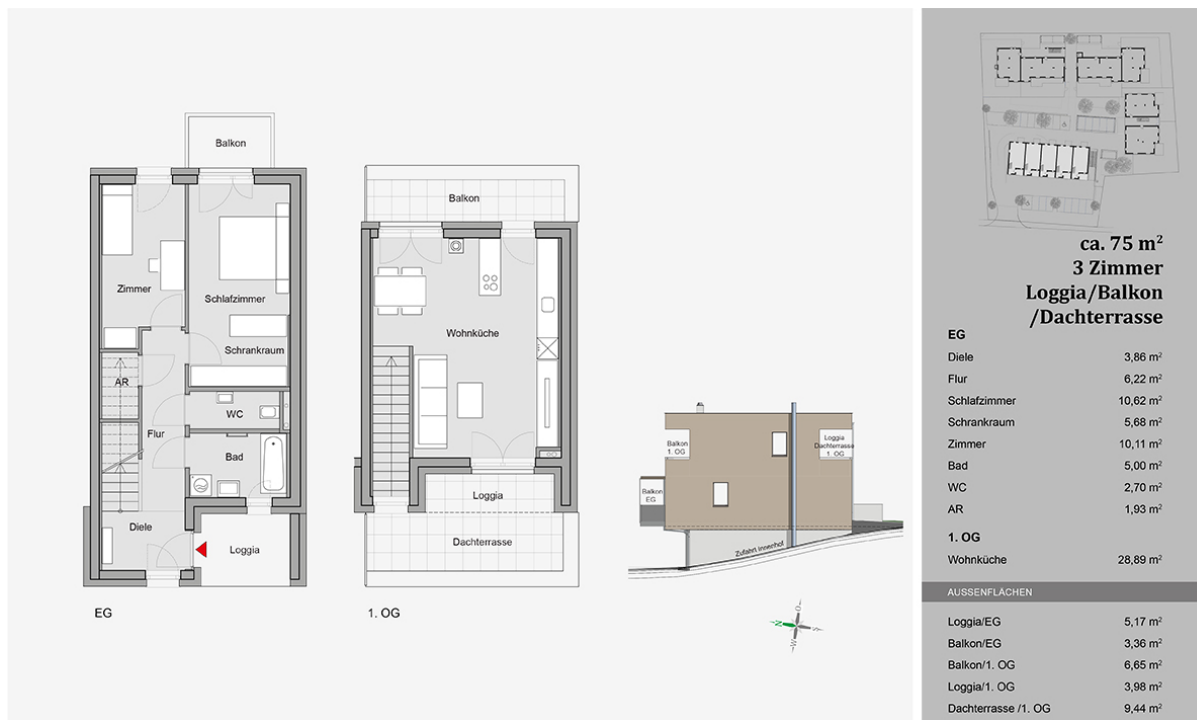 Balkon
Zimmer
Schlafzimmer
Schrankraum
AR
WC
Flur
Bad
Diele
Loggia
EG
Balkon
Wohnküche
Loggia
Dachterrasse
1. OG
Balkon
1. OG
Loggia
Dachterrasse
1. OG
Balkon
EG
Zufahrt Innenhof
N
O
S
W
ca. 75 m²
3 Zimmer
Loggia/Balkon
/Dachterrasse
EG
Diele 3,86 m²
Flur 6,22 m²
Schlafzimmer 10,62 m²
Schrankraum 5,68 m²
Zimmer 10,11 m²
Bad 5,00 m²
WC 2,70 m²
AR 1,93 m²
1. OG
Wohnküche 28,89 m²
AUSSENFLÄCHEN
Loggia/EG 5,17 m²
Balkon/EG 3,36 m²
Balkon/1. OG 6,65 m²
Loggia/1. OG 3,98 m²
Dachterrasse /1. OG 9,44 m²